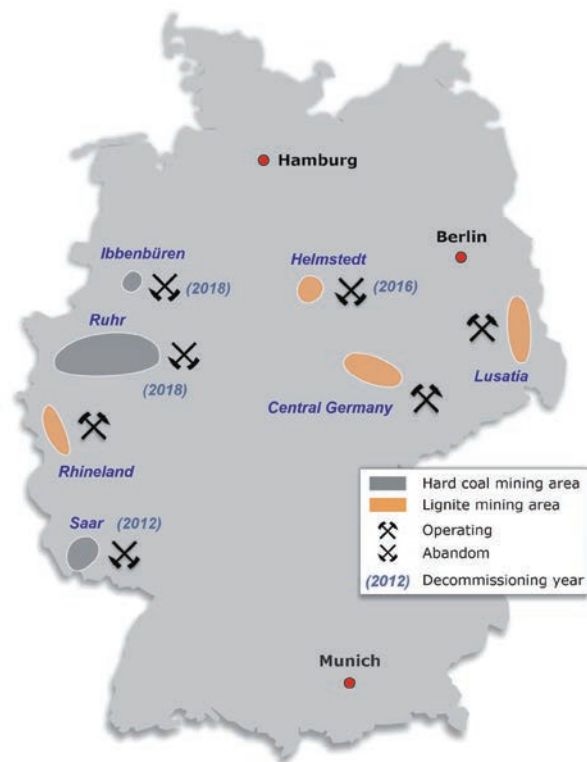 Hamburg
Berlin
Ibbenbüren
(2018)
Helmstedt
(2016)
Ruhr
(2018)
Lusatia
Central Germany
Rhineland
Saar (2012)
Hard coal mining area
Lignite mining area
Operating
Abandom
(2012) Decommissioning year
Munich